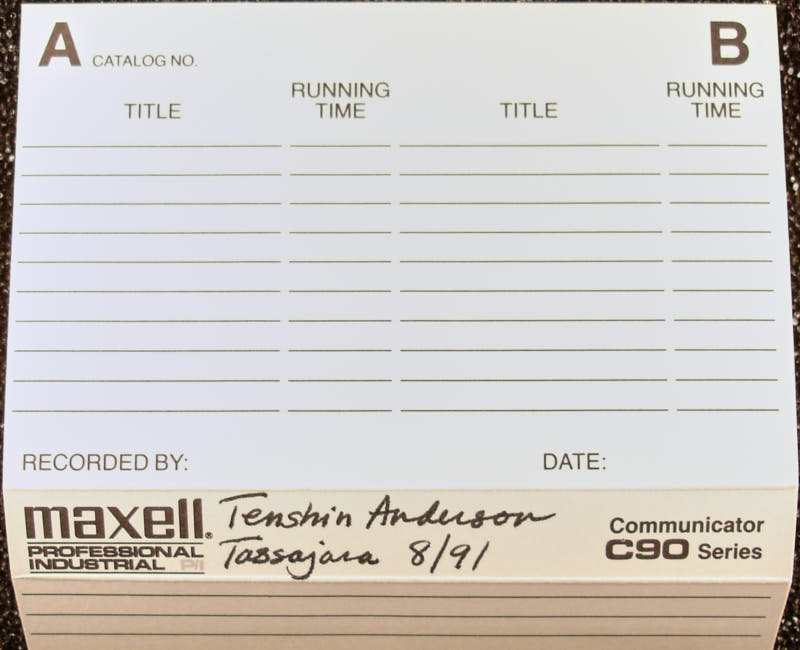 A CATALOG NO. B
TITLE RUNNING TIME TITLE RUNNING TIME
RECORDED BY: DATE:
maxell® Tenshin Anderson
PROFESSIONAL INDUSTRIAL P/I Tassajara 8/91
Communicator
C90 Series